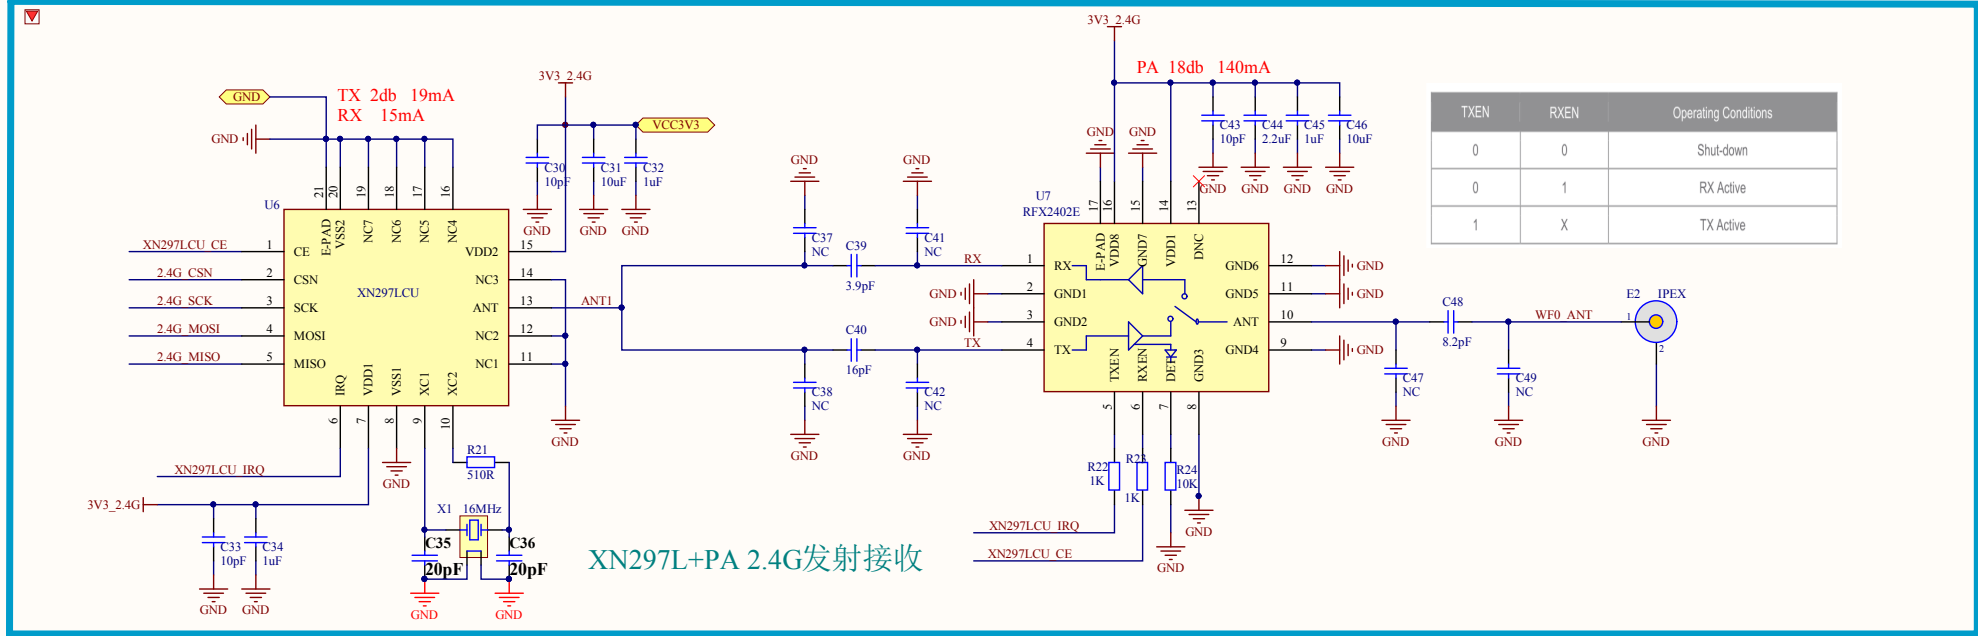 3V3_2.4G
PA 18db 140mA
GND
TX 2db 19mA
RX 15mA
GND
3V3_2.4G
VCC3V3
C30
10pF
C31
10uF
C32
1uF
GND
GND
GND
GND
GND
GND
GND
C43
10pF
C44
2.2uF
C45
1uF
C46
10uF
GND
GND
GND
GND
TXEN RXEN Operating Conditions
0 0 Shut-down
0 1 RX Active
1 X TX Active
U6
XN297LCU
21 20 19 18 17 16
E-PAD VSS2 NC7 NC6 NC5 NC4
XN297LCU_CE 1 CE
2.4G_CSN 2 CSN
2.4G_SCK 3 SCK
2.4G_MOSI 4 MOSI
2.4G_MISO 5 MISO
VDD2 15
NC3 14
ANT 13 ANT1
NC2 12
NC1 11
IRQ VDD1 VSS1 XC1 XC2
6 7 8 9 10
GND
XN297LCU_IRQ
GND
R21
510R
3V3_2.4G
C33
10pF
C34
1uF
GND
GND
X1 16MHz
C35
20pF
C36
20pF
GND
GND
C37
NC
C39
3.9pF
C41
NC
C38
NC
C40
16pF
C42
NC
GND
GND
U7
RFX2402E
17 16 15 14 13
E-PAD VDD8 GND7 VDD1 DNC
RX 1 RX
GND 2 GND1
GND 3 GND2
TX 4 TX
GND6 12 GND
GND5 11 GND
ANT 10
GND4 9 GND
TXEN RXEN DET GND3
5 6 7 8
R22
1K
R23
1K
R24
10K
XN297LCU_IRQ
XN297LCU_CE
GND
GND
C47
NC
C48
8.2pF
C49
NC
GND
GND
WF0_ANT
E2 IPEX
1
2
GND
XN297L+PA 2.4G发射接收